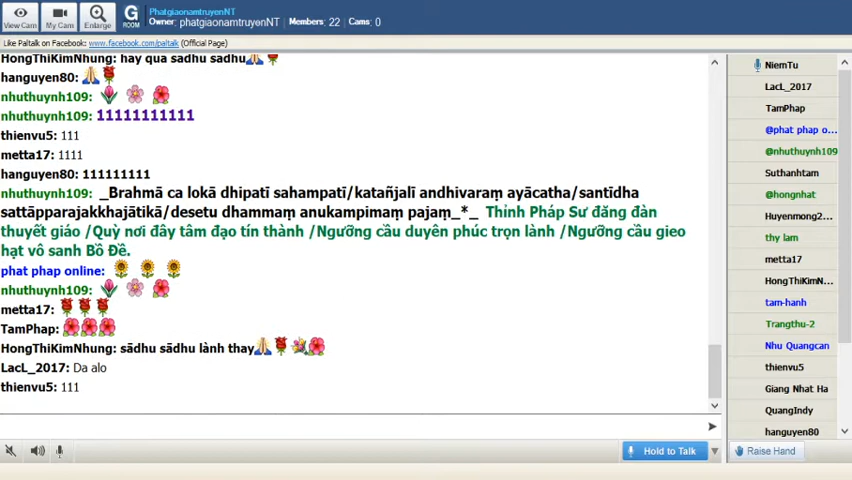 View Cam
My Cam
Enlarge
G
ROOM
PhatgiaonamtruyenNT
Owner: phatgiaonamtruyenNT Members: 22 Cams: 0
Like Paltalk on Facebook: www.facebook.com/paltalk (Official Page)
HongThiKimNhung: hay quá sadhu sadhu
hanguyen80:
nhuthuynh109:
nhuthuynh109: 11111111111
thienvu5: 111
metta17: 1111
hanguyen80: 111111111
nhuthuynh109: _Brahmā ca lokā dhipatī sahampatī/katañjalī andhivaraṃ ayācatha/santīdha
sattāpparajakkhajātikā/desetu dhammaṃ anukampimaṃ pajaṃ_*_ Thỉnh Pháp Sư đăng đàn
thuyết giáo /Quỳ nơi đây tâm đạo tín thành /Ngưỡng cầu duyên phúc trọn lành /Ngưỡng cầu gieo
hạt vô sanh Bồ Đề.
phat phap online:
nhuthuynh109:
metta17:
TamPhap:
HongThiKimNhung: sādhu sādhu lành thay
LacL_2017: Da alo
thienvu5: 111
Hold to Talk
NiemTu
LacL_2017
TamPhap
@phat phap o...
@nhuthuynh109
Suthanhtam
@hongnhat
Huyenmong2...
thy lam
metta17
HongThiKimN...
tam-hanh
Trangthu-2
Nhu Quangcan
thienvu5
Giang Nhat Ha
QuangIndy
hanguyen80
Raise Hand